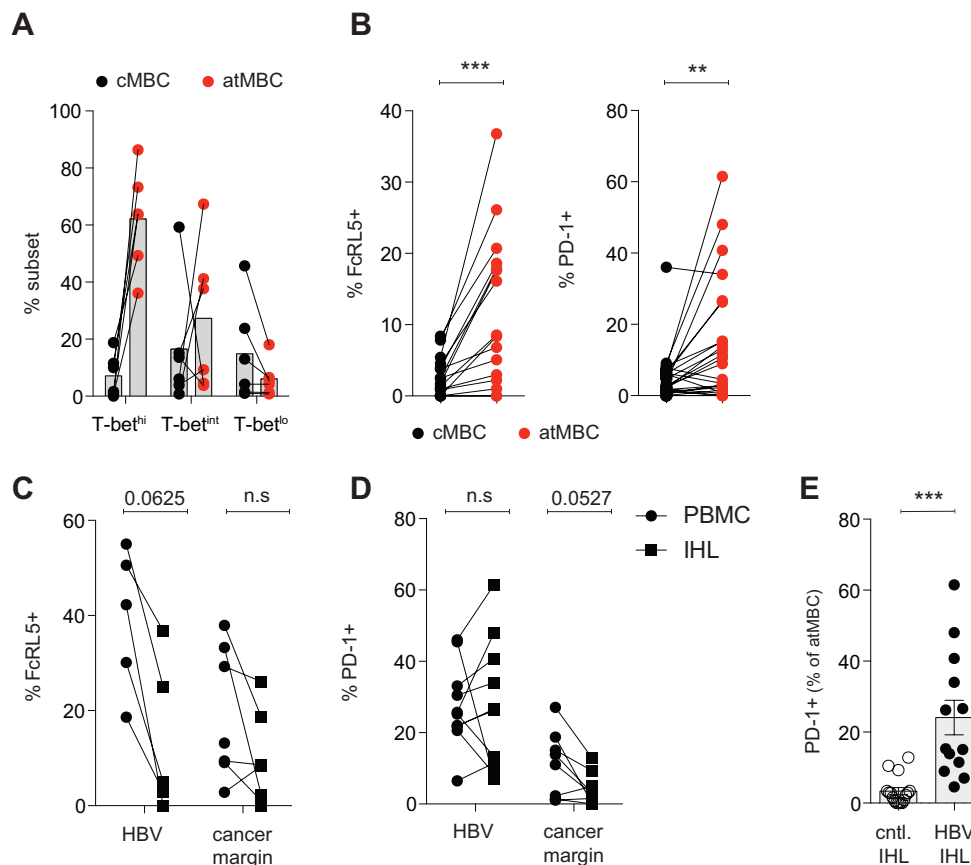 A
cMBC atMBC
% subset
100
80
60
40
20
0
T-bethi T-betint T-betlo
B
***
% FcRL5+
40
30
20
10
0
**
% PD-1+
80
60
40
20
0
cMBC atMBC
C
0.0625 n.s
% FcRL5+
60
40
20
0
HBV cancer
margin
D
n.s 0.0527
% PD-1+
80
60
40
20
0
HBV cancer
margin
PBMC
IHL
E
***
PD-1+ (% of atMBC)
80
60
40
20
0
cntl. HBV
IHL IHL